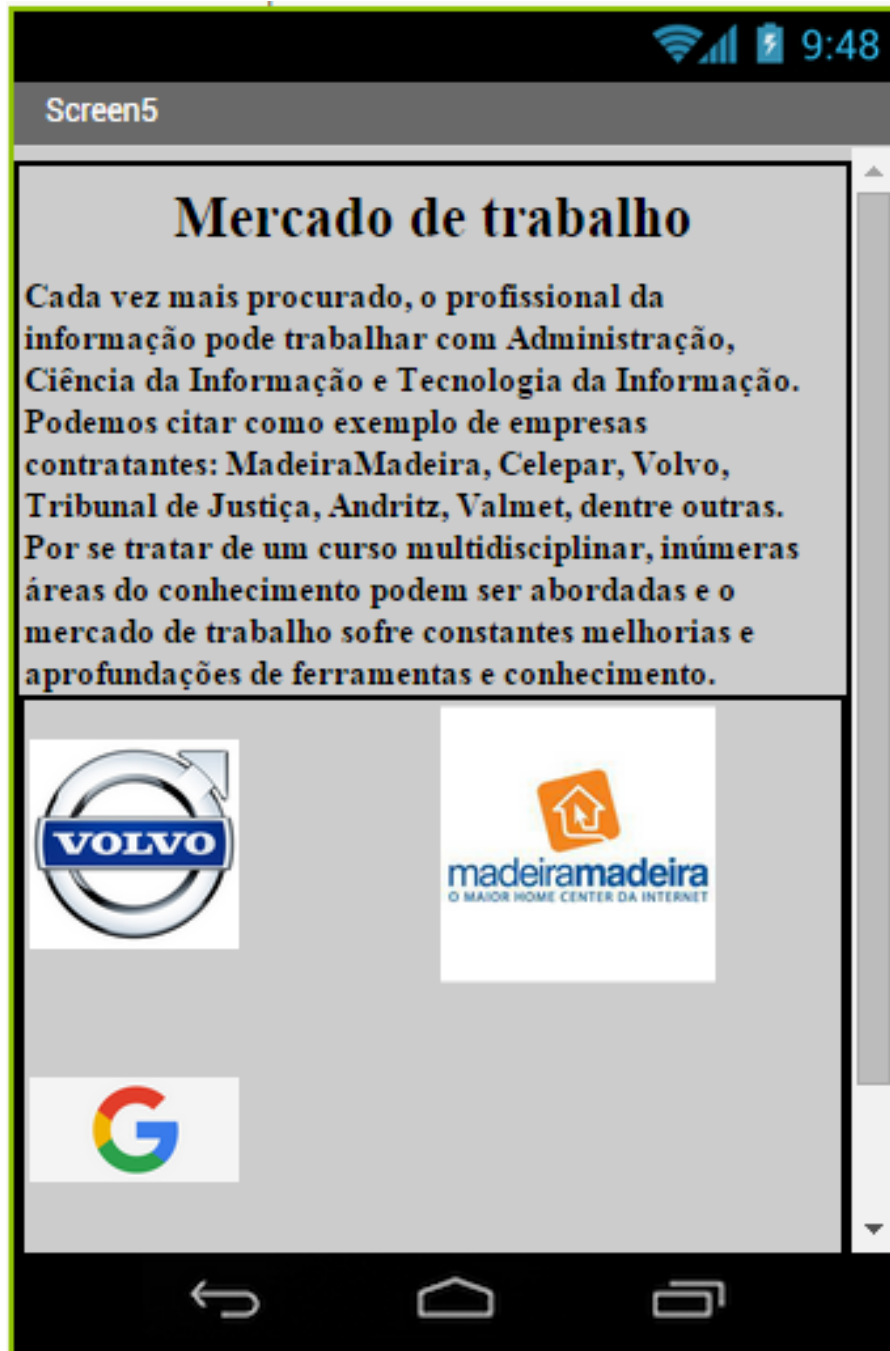 9:48
Screen5
Mercado de trabalho
Cada vez mais procurado, o profissional da
informação pode trabalhar com Administração,
Ciência da Informação e Tecnologia da Informação.
Podemos citar como exemplo de empresas
contratantes: MadeiraMadeira, Celepar, Volvo,
Tribunal de Justiça, Andritz, Valmet, dentre outras.
Por se tratar de um curso multidisciplinar, inúmeras
áreas do conhecimento podem ser abordadas e o
mercado de trabalho sofre constantes melhorias e
aprofundações de ferramentas e conhecimento.
VOLVO
madeiramadeira
O MAIOR HOME CENTER DA INTERNET
G